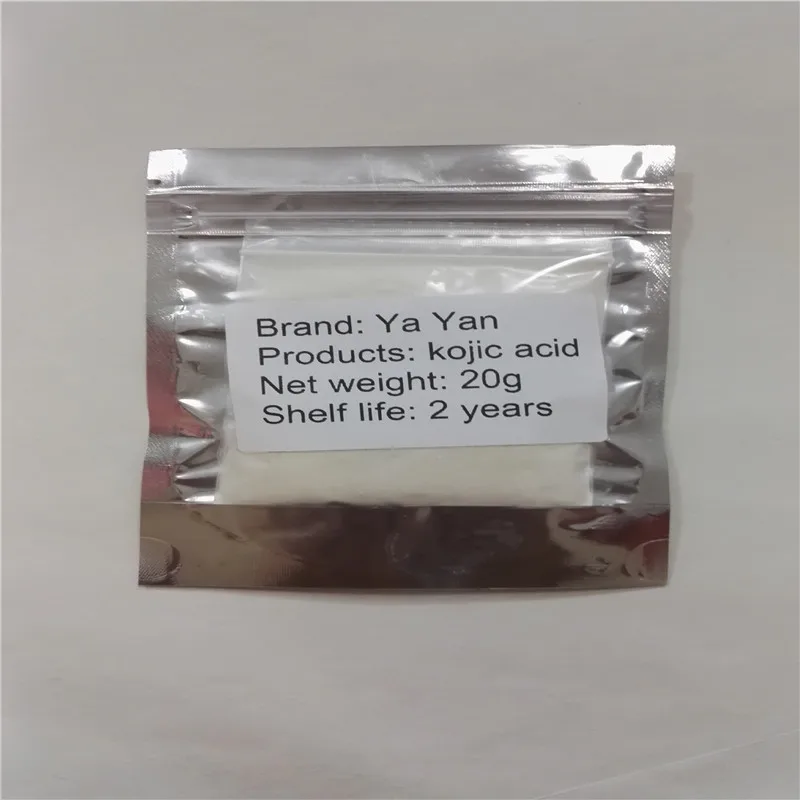 Brand: Ya Yan
Products: kojic acid
Net weight: 20g
Shelf life: 2 years